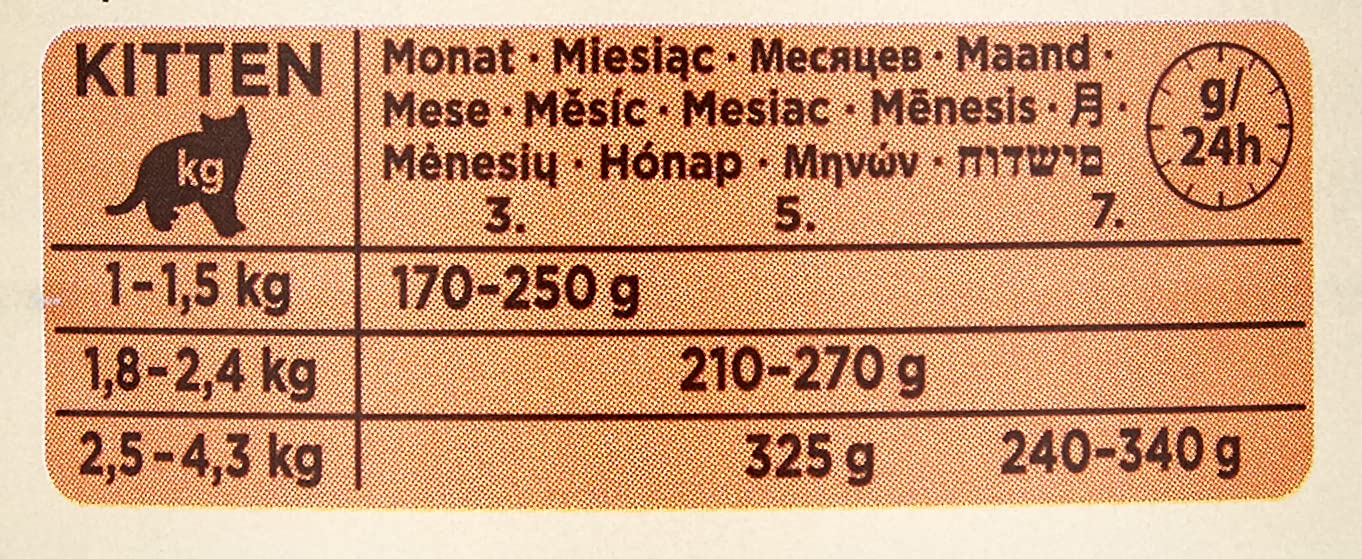 KITTEN
kg
Monat · Miesiąc · Месяцев · Maand ·
Mese · Měsíc · Mesiac · Mēnesis · 月 ·
Mėnesių · Hónap · Μηνών · םישדוח
3. 5. 7.
g/
24h
1-1,5 kg 170-250 g
1,8-2,4 kg 210-270 g
2,5-4,3 kg 325 g 240-340 g